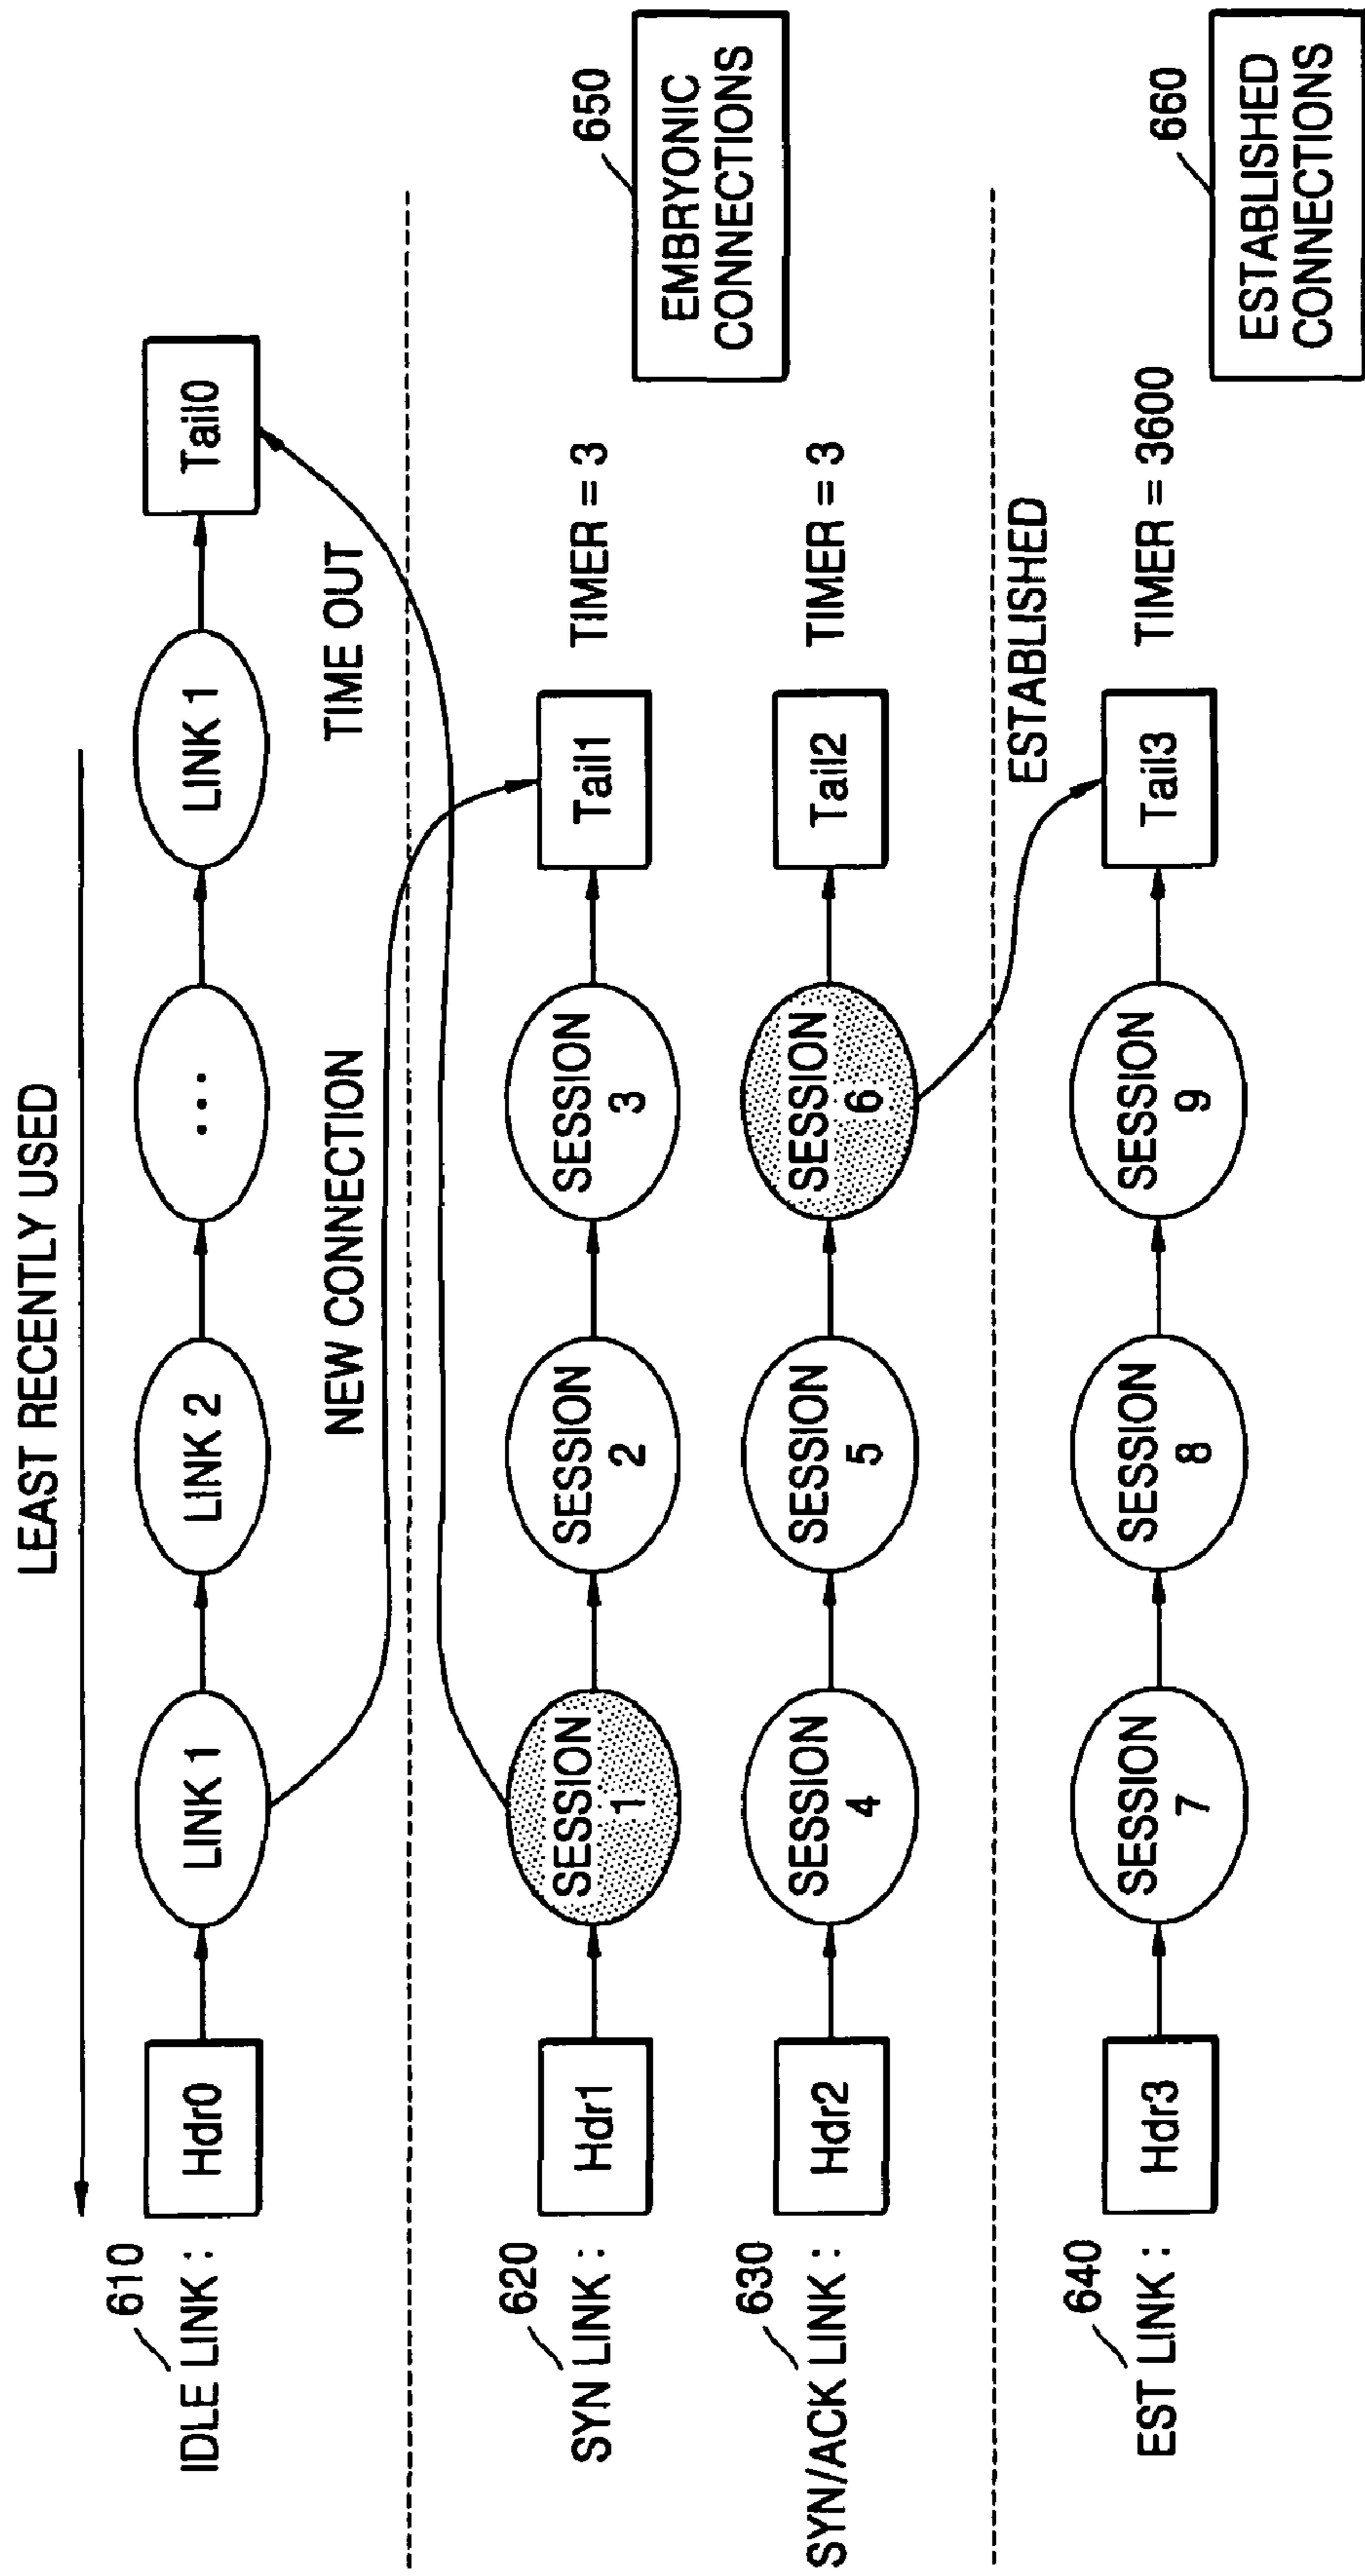 LEAST RECENTLY USED
610
IDLE LINK :
Hdr0
LINK 1
LINK 2
...
LINK 1
Tail0
NEW CONNECTION
TIME OUT
620
SYN LINK :
Hdr1
SESSION
1
SESSION
2
SESSION
3
Tail1
TIMER = 3
650
EMBRYONIC
CONNECTIONS
630
SYN/ACK LINK :
Hdr2
SESSION
4
SESSION
5
SESSION
6
Tail2
TIMER = 3
ESTABLISHED
640
EST LINK :
Hdr3
SESSION
7
SESSION
8
SESSION
9
Tail3
TIMER = 3600
660
ESTABLISHED
CONNECTIONS